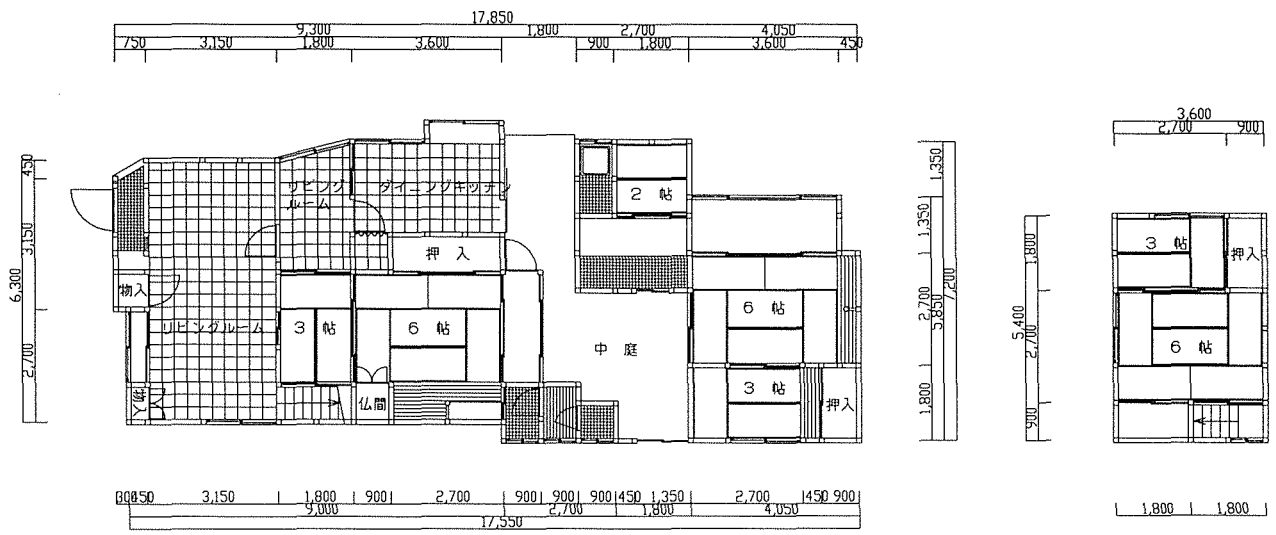 17,850
9,300 1,800 2,700 4,050
750 3,150 1,800 3,600 900 1,800 3,600 450
3,600
2,700 900
450
3,150
2,700
6,300
リビング
ルーム
ダイニングキッチン
2 帖
押 入
物入
リビングルーム
3 帖
6 帖
中 庭
6 帖
3 帖
押入
仏間
物入
1,350
1,350
2,700
1,800
5,850
7,200
1,800
2,700
900
5,400
3 帖
押入
6 帖
300 450 3,150 1,800 900 2,700 900 900 900 450 1,350 2,700 450 900
9,000 2,700 1,800 4,050
17,550
1,800 1,800